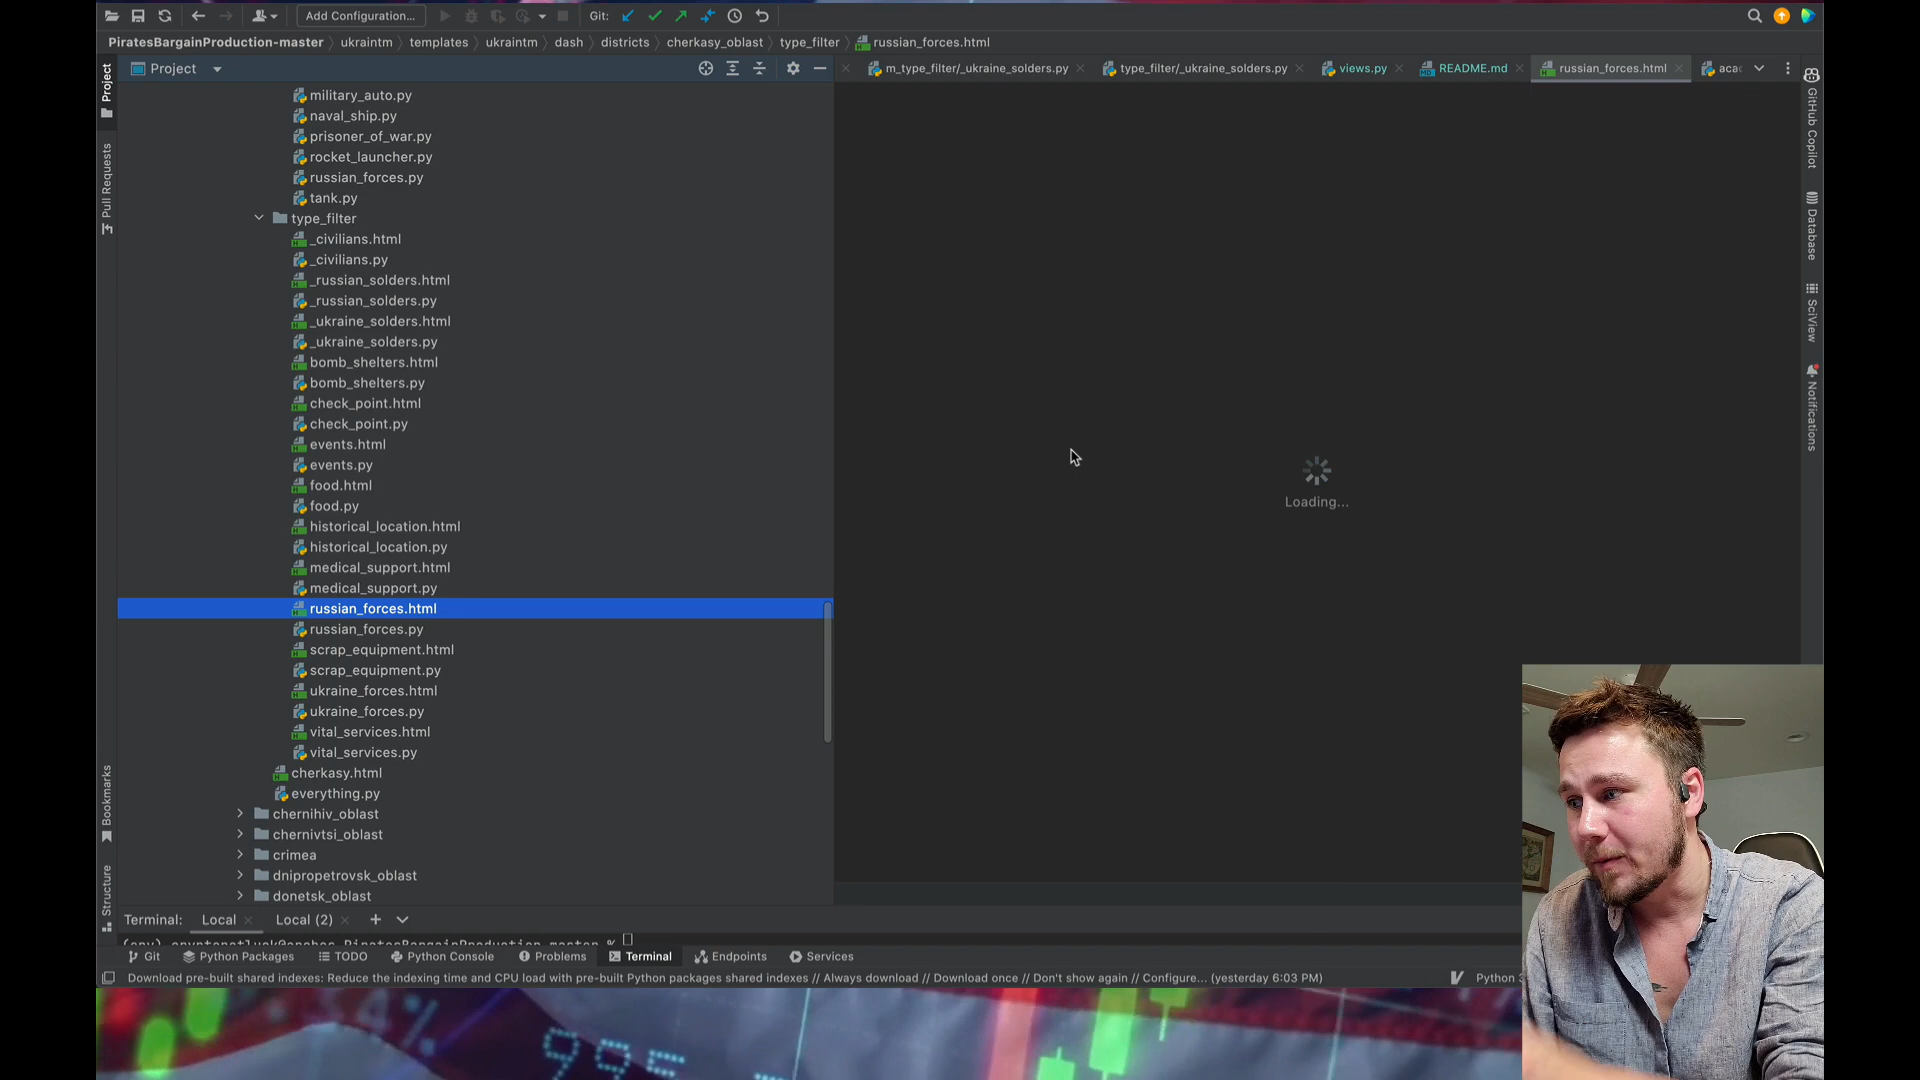 Add Configuration...
Git:
PiratesBargainProduction-master
ukraintm
templates
ukraintm
dash
districts
cherkasy_oblast
type_filter
russian_forces.html
Project
m_type_filter/_ukraine_solders.py
type_filter/_ukraine_solders.py
views.py
README.md
russian_forces.html
aca
Project
Pull Requests
Bookmarks
Structure
military_auto.py
naval_ship.py
prisoner_of_war.py
rocket_launcher.py
russian_forces.py
tank.py
type_filter
_civilians.html
_civilians.py
_russian_solders.html
_russian_solders.py
_ukraine_solders.html
_ukraine_solders.py
bomb_shelters.html
bomb_shelters.py
check_point.html
check_point.py
events.html
events.py
food.html
food.py
historical_location.html
historical_location.py
medical_support.html
medical_support.py
russian_forces.html
russian_forces.py
scrap_equipment.html
scrap_equipment.py
ukraine_forces.html
ukraine_forces.py
vital_services.html
vital_services.py
cherkasy.html
everything.py
chernihiv_oblast
chernivtsi_oblast
crimea
dnipropetrovsk_oblast
donetsk_oblast
Loading...
GitHub Copilot
Database
SciView
Notifications
Terminal:
Local
Local (2)
PiratesBargainProduction-master %
Git
Python Packages
TODO
Python Console
Problems
Terminal
Endpoints
Services
Download pre-built shared indexes: Reduce the indexing time and CPU load with pre-built Python packages shared indexes // Always download // Download once // Don't show again // Configure... (yesterday 6:03 PM)
Python 3